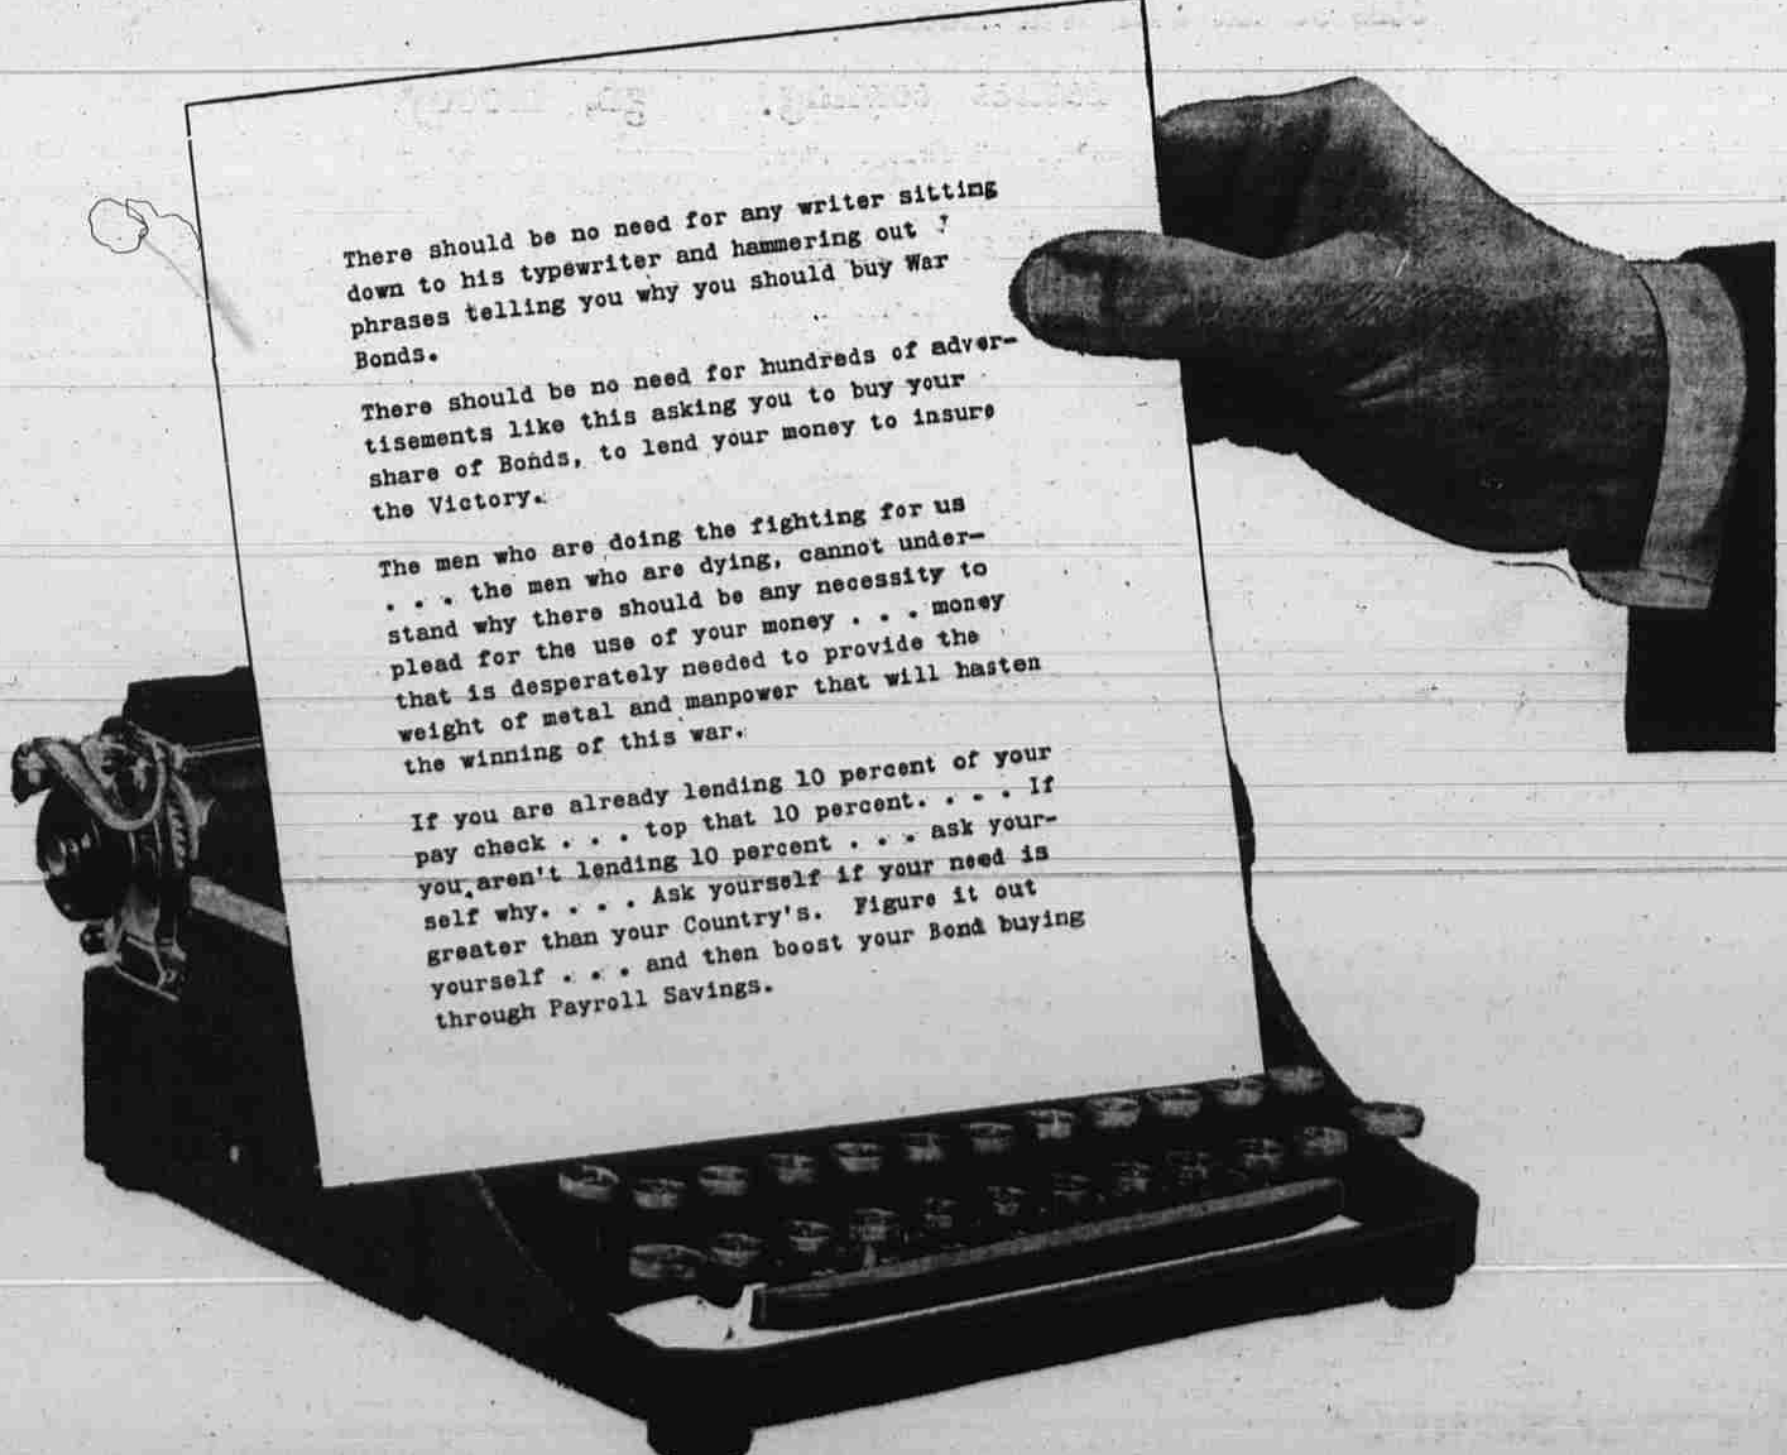 There should be no need for any writer sitting
down to his typewriter and hammering out
phrases telling you why you should buy War
Bonds.
There should be no need for hundreds of adver-
tisements like this asking you to buy your
share of Bonds, to lend your money to insure
the Victory.
The men who are doing the fighting for us
. . . the men who are dying, cannot under-
stand why there should be any necessity to
plead for the use of your money . . . money
that is desperately needed to provide the
weight of metal and manpower that will hasten
the winning of this war.
If you are already lending 10 percent of your
pay check . . . top that 10 percent. . . . If
you aren't lending 10 percent . . . ask your-
self why. . . . Ask yourself if your need is
greater than your Country's. Figure it out
yourself . . . and then boost your Bond buying
through Payroll Savings.